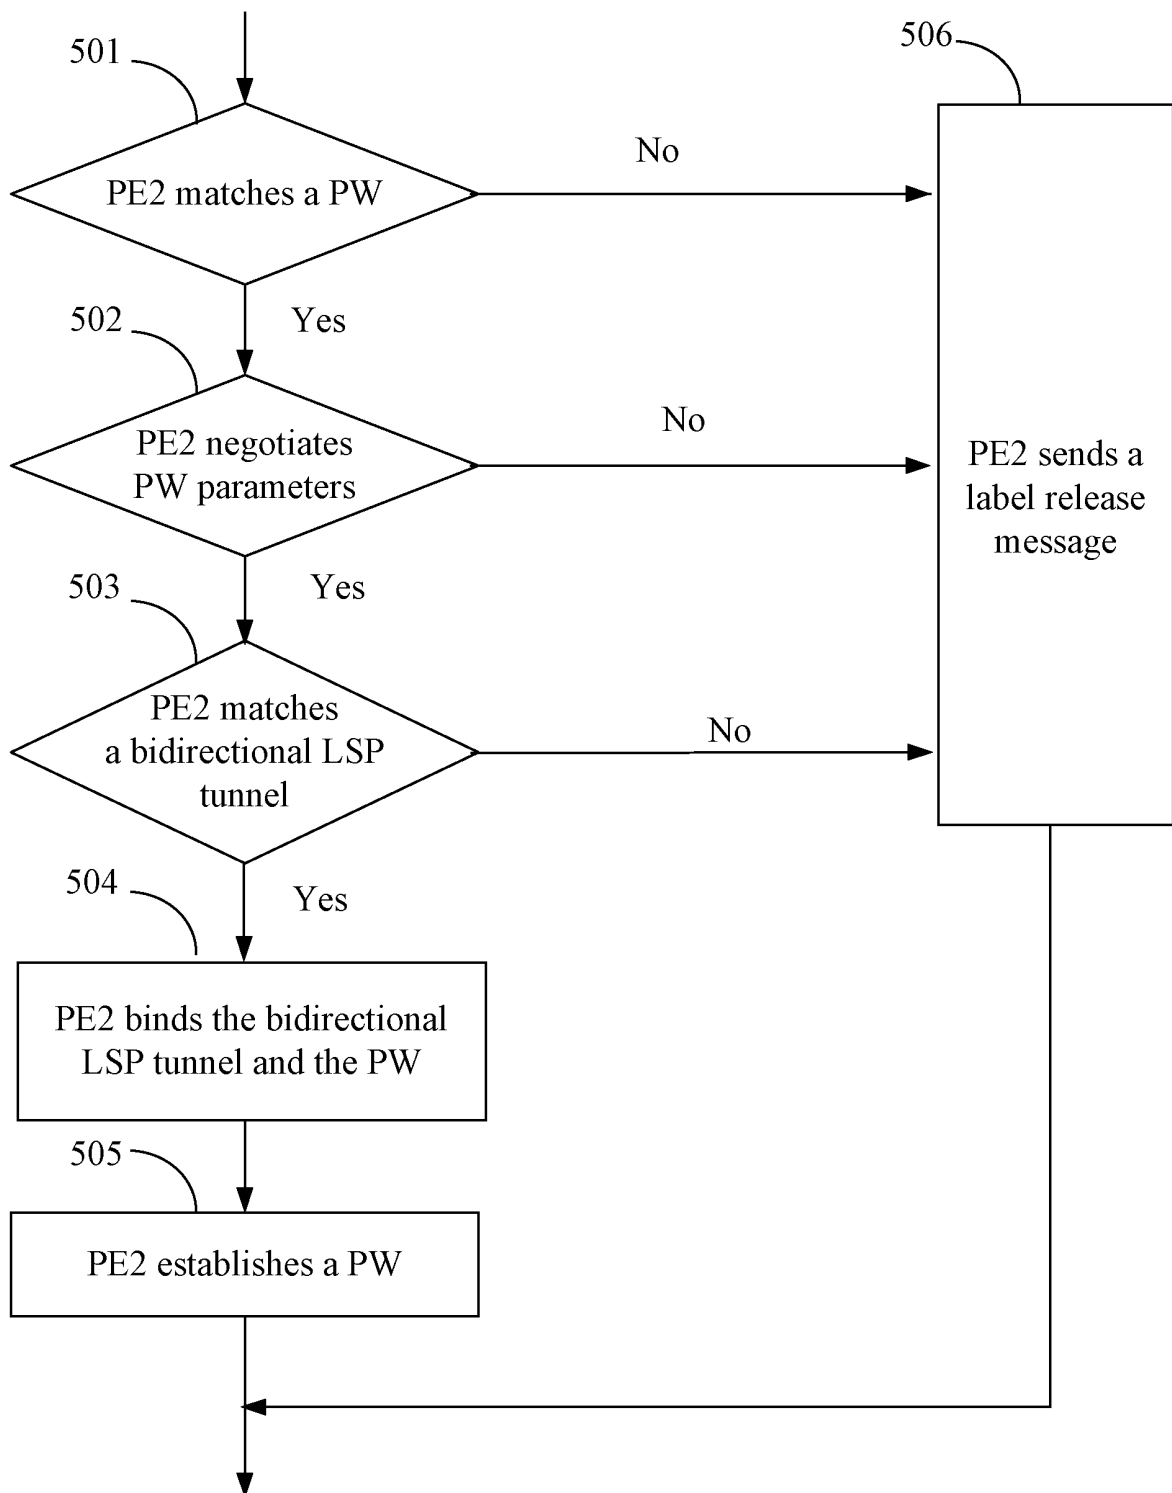 501
506
No
PE2 matches a PW
502
Yes
No
PE2 negotiates
PW parameters
PE2 sends a
label release
message
503
Yes
PE2 matches
a bidirectional LSP
tunnel
No
504
Yes
PE2 binds the bidirectional
LSP tunnel and the PW
505
PE2 establishes a PW